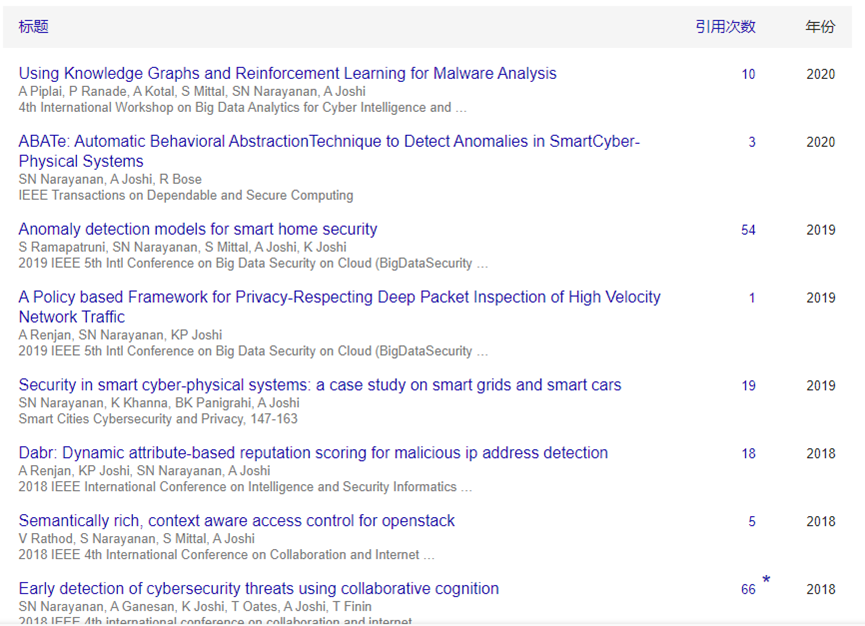 标题 引用次数 年份
Using Knowledge Graphs and Reinforcement Learning for Malware Analysis 10 2020
A Piplai, P Ranade, A Kotal, S Mittal, SN Narayanan, A Joshi
4th International Workshop on Big Data Analytics for Cyber Intelligence and ...
ABATe: Automatic Behavioral AbstractionTechnique to Detect Anomalies in SmartCyber- 3 2020
Physical Systems
SN Narayanan, A Joshi, R Bose
IEEE Transactions on Dependable and Secure Computing
Anomaly detection models for smart home security 54 2019
S Ramapatruni, SN Narayanan, S Mittal, A Joshi, K Joshi
2019 IEEE 5th Intl Conference on Big Data Security on Cloud (BigDataSecurity ...
A Policy based Framework for Privacy-Respecting Deep Packet Inspection of High Velocity 1 2019
Network Traffic
A Renjan, SN Narayanan, KP Joshi
2019 IEEE 5th Intl Conference on Big Data Security on Cloud (BigDataSecurity ...
Security in smart cyber-physical systems: a case study on smart grids and smart cars 19 2019
SN Narayanan, K Khanna, BK Panigrahi, A Joshi
Smart Cities Cybersecurity and Privacy, 147-163
Dabr: Dynamic attribute-based reputation scoring for malicious ip address detection 18 2018
A Renjan, KP Joshi, SN Narayanan, A Joshi
2018 IEEE International Conference on Intelligence and Security Informatics ...
Semantically rich, context aware access control for openstack 5 2018
V Rathod, S Narayanan, S Mittal, A Joshi
2018 IEEE 4th International Conference on Collaboration and Internet ...
Early detection of cybersecurity threats using collaborative cognition 66 * 2018
SN Narayanan, A Ganesan, K Joshi, T Oates, A Joshi, T Finin
2018 IEEE 4th international conference on collaboration and internet